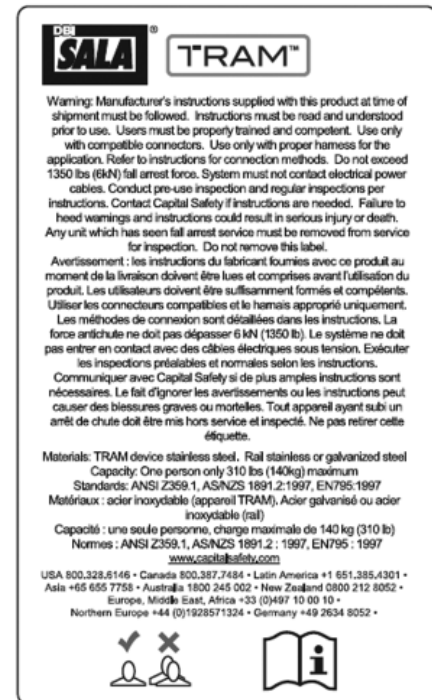 DBI
SALA®
TRAM™
Warning: Manufacturer's instructions supplied with this product at time of
shipment must be followed. Instructions must be read and understood
prior to use. Users must be properly trained and competent. Use only
with compatible connectors. Use only with proper harness for the
application. Refer to instructions for connection methods. Do not exceed
1350 lbs (6kN) fall arrest force. System must not contact electrical power
cables. Conduct pre-use inspection and regular inspections per
instructions. Contact Capital Safety if instructions are needed. Failure to
heed warnings and instructions could result in serious injury or death.
Any unit which has seen fall arrest service must be removed from service
for inspection. Do not remove this label.
Avertissement : les instructions du fabricant fournies avec ce produit au
moment de la livraison doivent être lues et comprises avant l'utilisation du
produit. Les utilisateurs doivent être suffisamment formés et compétents.
Utiliser les connecteurs compatibles et le harnais approprié uniquement.
Les méthodes de connexion sont détaillées dans les instructions. La
force antichute ne doit pas dépasser 6 kN (1350 lb). Le système ne doit
pas entrer en contact avec des câbles électriques sous tension. Exécuter
les inspections préalables et normales selon les instructions.
Communiquer avec Capital Safety si de plus amples instructions sont
nécessaires. Le fait d'ignorer les avertissements ou les instructions peut
causer des blessures graves ou mortelles. Tout appareil ayant subi un
arrêt de chute doit être mis hors service et inspecté. Ne pas retirer cette
étiquette.
Materials: TRAM device stainless steel. Rail stainless or galvanized steel
Capacity: One person only 310 lbs (140kg) maximum
Standards: ANSI Z359.1, AS/NZS 1891.2:1997, EN795:1997
Matériaux : acier inoxydable (appareil TRAM). Acier galvanisé ou acier
inoxydable (rail)
Capacité : une seule personne, charge maximale de 140 kg (310 lb)
Normes : ANSI Z359.1, AS/NZS 1891.2 : 1997, EN795 : 1997
www.capitalsafety.com
USA 800.328.6146 • Canada 800.387.7484 • Latin America +1 651.385.4301 •
Asia +65 655 7758 • Australia 1800 245 002 • New Zealand 0800 212 8052 •
Europe, Middle East, Africa +33 (0)497 10 00 10 •
Northern Europe +44 (0)1928571324 • Germany +49 2634 8052 •